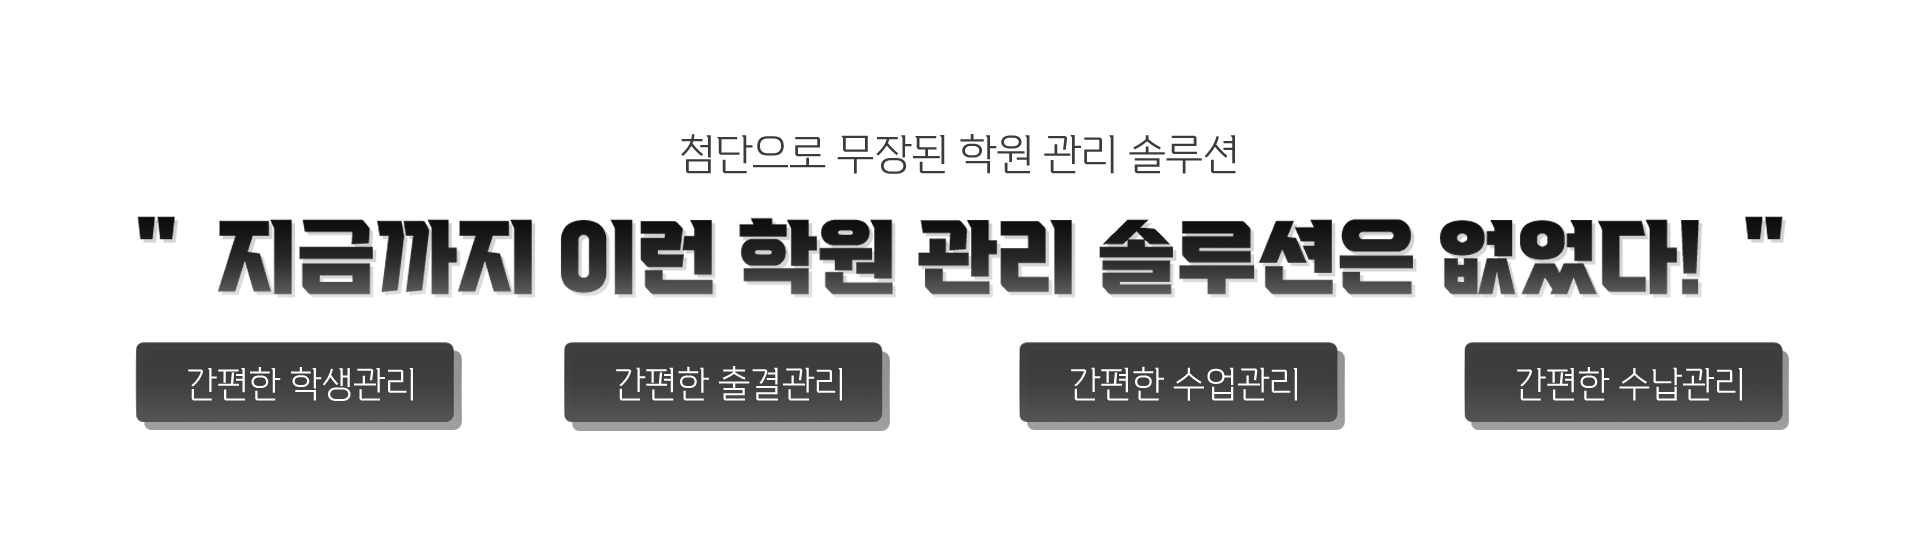 첨단으로 무장된 학원 관리 솔루션
" 지금까지 이런 학원 관리 솔루션은 없었다! "
간편한 학생관리 간편한 출결관리 간편한 수업관리 간편한 수납관리